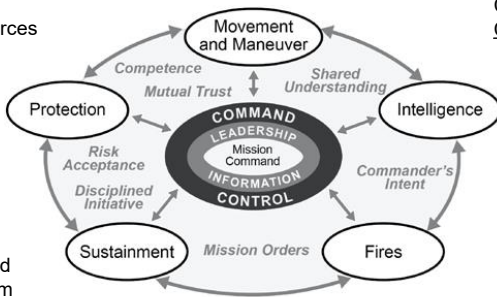 urces
Movement
and Maneuver
Competence
Mutual Trust
Shared
Understanding
Protection
Intelligence
COMMAND
LEADERSHIP
Mission
Command
INFORMATION
CONTROL
Risk
Acceptance
Disciplined
Initiative
Commander's
Intent
Sustainment
Mission Orders
Fires
d
m